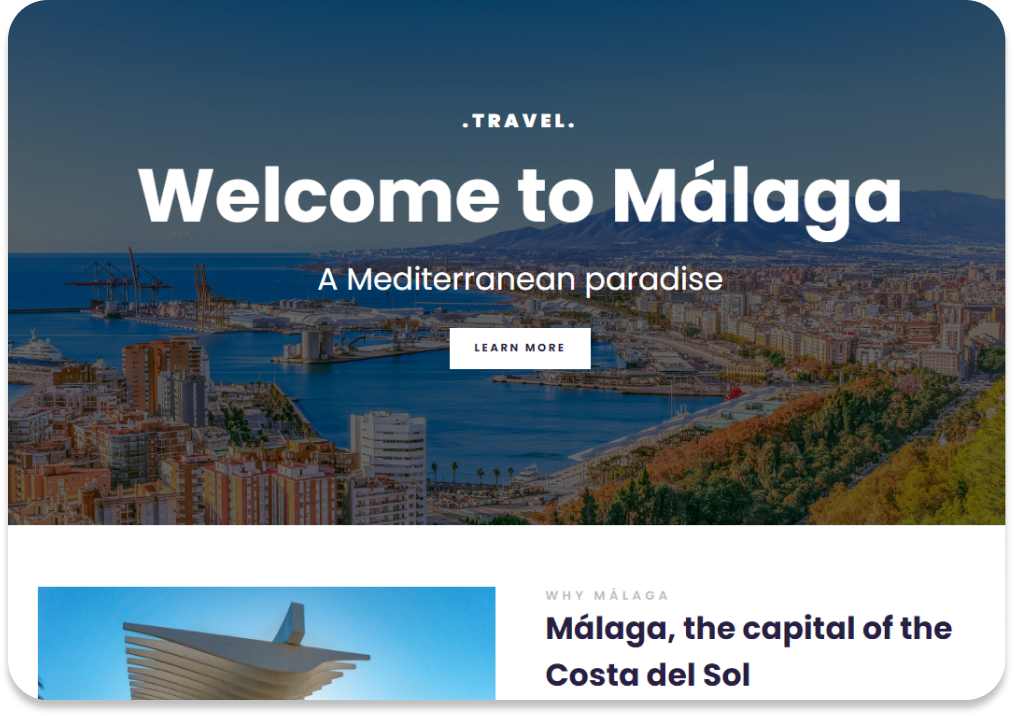 .TRAVEL.
Welcome to Málaga
A Mediterranean paradise
LEARN MORE
WHY MÁLAGA
Málaga, the capital of the
Costa del Sol